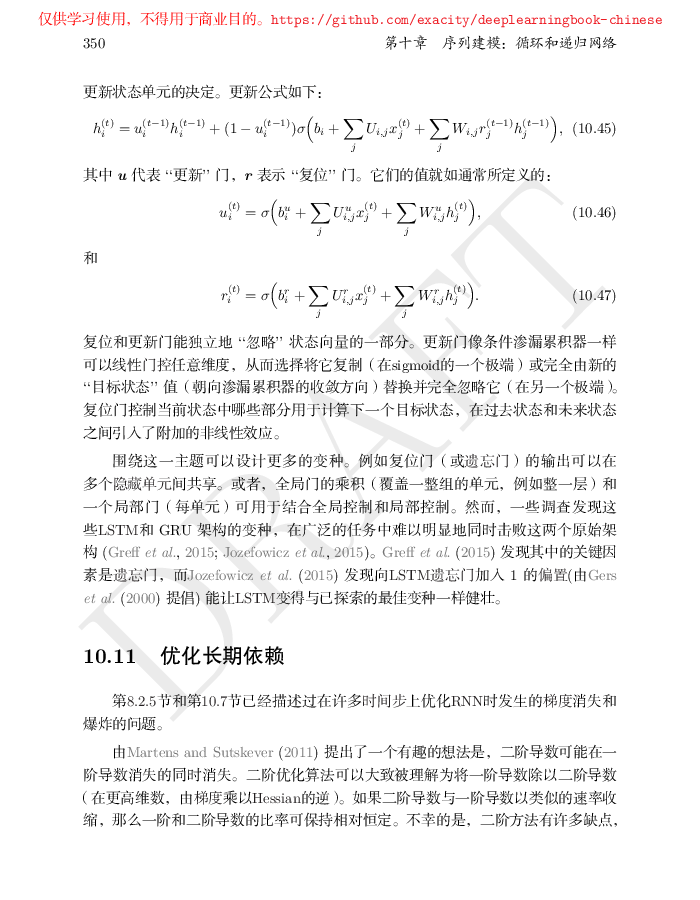 仅供学习使用，不得用于商业目的。https://github.com/exacity/deeplearningbook-chinese
350 第十章 序列建模：循环和递归网络
更新状态单元的决定。更新公式如下：
h_i^{(t)} = u_i^{(t−1)} h_i^{(t−1)} + (1 − u_i^{(t−1)})σ(b_i + ∑_j U_{i,j} x_j^{(t)} + ∑_j W_{i,j} r_j^{(t−1)} h_j^{(t−1)}), (10.45)
其中 u 代表 “更新” 门，r 表示 “复位” 门。它们的值就如通常所定义的：
u_i^{(t)} = σ(b_i^u + ∑_j U_{i,j}^u x_j^{(t)} + ∑_j W_{i,j}^u h_j^{(t)}), (10.46)
和
r_i^{(t)} = σ(b_i^r + ∑_j U_{i,j}^r x_j^{(t)} + ∑_j W_{i,j}^r h_j^{(t)}). (10.47)
复位和更新门能独立地 “忽略” 状态向量的一部分。更新门像条件渗漏累积器一样
可以线性门控任意维度，从而选择将它复制（在sigmoid的一个极端）或完全由新的
“目标状态” 值（朝向渗漏累积器的收敛方向）替换并完全忽略它（在另一个极端）。
复位门控制当前状态中哪些部分用于计算下一个目标状态，在过去状态和未来状态
之间引入了附加的非线性效应。
围绕这一主题可以设计更多的变种。例如复位门（或遗忘门）的输出可以在
多个隐藏单元间共享。或者，全局门的乘积（覆盖一整组的单元，例如整一层）和
一个局部门（每单元）可用于结合全局控制和局部控制。然而，一些调查发现这
些LSTM和 GRU 架构的变种，在广泛的任务中难以明显地同时击败这两个原始架
构 (Greff et al., 2015; Jozefowicz et al., 2015)。Greff et al. (2015) 发现其中的关键因
素是遗忘门，而Jozefowicz et al. (2015) 发现向LSTM遗忘门加入 1 的偏置(由Gers
et al. (2000) 提倡) 能让LSTM变得与已探索的最佳变种一样健壮。
10.11 优化长期依赖
第8.2.5节和第10.7节已经描述过在许多时间步上优化RNN时发生的梯度消失和
爆炸的问题。
由Martens and Sutskever (2011) 提出了一个有趣的想法是，二阶导数可能在一
阶导数消失的同时消失。二阶优化算法可以大致被理解为将一阶导数除以二阶导数
（在更高维数，由梯度乘以Hessian的逆）。如果二阶导数与一阶导数以类似的速率收
缩，那么一阶和二阶导数的比率可保持相对恒定。不幸的是，二阶方法有许多缺点，
DRAFT